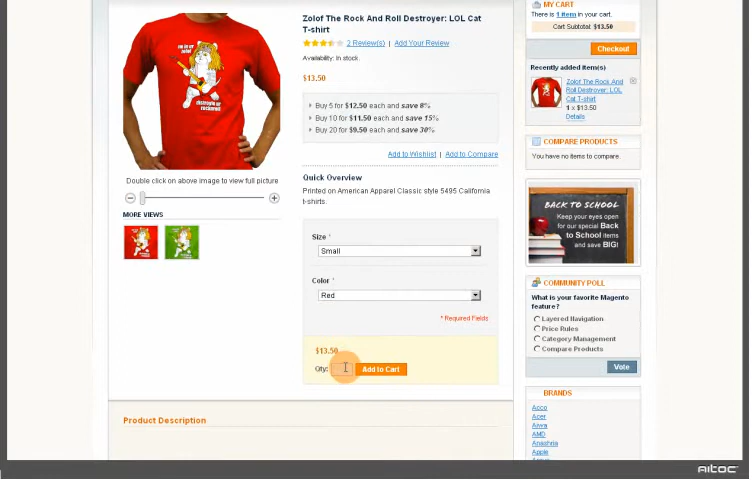 Zolof The Rock And Roll Destroyer: LOL Cat
T-shirt
2 Review(s) | Add Your Review
Availability: In stock.
$13.50
Buy 5 for $12.50 each and save 8%
Buy 10 for $11.50 each and save 15%
Buy 20 for $9.50 each and save 30%
Add to Wishlist | Add to Compare
Double click on above image to view full picture
MORE VIEWS
Quick Overview
Printed on American Apparel Classic style 5495 California
t-shirts.
Size *
Small
Color *
Red
* Required Fields
$13.50
Qty:
Add to Cart
Product Description
MY CART
There is 1 item in your cart.
Cart Subtotal: $13.50
Checkout
Recently added item(s)
Zolof The Rock And
Roll Destroyer: LOL
Cat T-shirt
1 x $13.50
Details
COMPARE PRODUCTS
You have no items to compare.
BACK TO SCHOOL
Keep your eyes open
for our special Back
to School items
and save BIG!
COMMUNITY POLL
What is your favorite Magento
feature?
Layered Navigation
Price Rules
Category Management
Compare Products
Vote
BRANDS
Acco
Acer
AMD
Anashria
Apple
AITOC